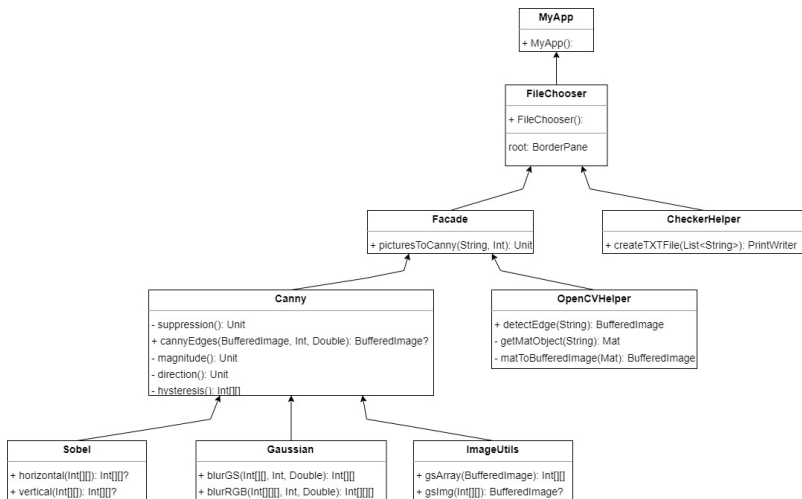 MyApp
+ MyApp():
FileChooser
+ FileChooser():
root: BorderPane
Facade
+ picturesToCanny(String, Int): Unit
CheckerHelper
+ createTXTFile(List<String>): PrintWriter
Canny
- suppression(): Unit
+ cannyEdges(BufferedImage, Int, Double): BufferedImage?
- magnitude(): Unit
- direction(): Unit
- hysteresis(): Int[][]
OpenCVHelper
+ detectEdge(String): BufferedImage
- getMatObject(String): Mat
- matToBufferedImage(Mat): BufferedImage
Sobel
+ horizontal(Int[][]): Int[][]?
+ vertical(Int[][]): Int[][]?
Gaussian
+ blurGS(Int[][], Int, Double): Int[][]
+ blurRGB(Int[][][], Int, Double): Int[][][]
ImageUtils
+ gsArray(BufferedImage): Int[][]
+ gsImg(Int[][]): BufferedImage?